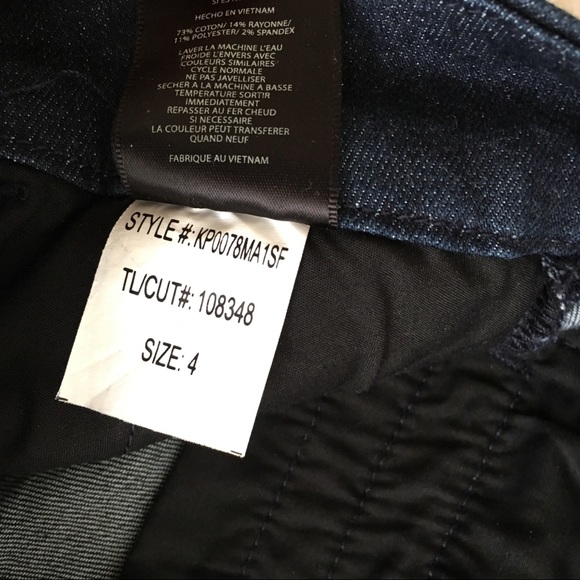 HECHO EN VIETNAM
73% COTON/ 14% RAYONNE/
11% POLYESTER/ 2% SPANDEX
LAVER LA MACHINE L'EAU
FROIDE L'ENVERS AVEC
COULEURS SIMILAIRES
CYCLE NORMALE
NE PAS JAVELLISER
SECHER A LA MACHINE A BASSE
TEMPERATURE SORTIR
IMMEDIATEMENT
REPASSER AU FER CHEUD
SI NECESSAIRE
LA COULEUR PEUT TRANSFERER
QUAND NEUF
FABRIQUE AU VIETNAM
STYLE #: KP0078MA1SF
TL/CUT#: 108348
SIZE: 4